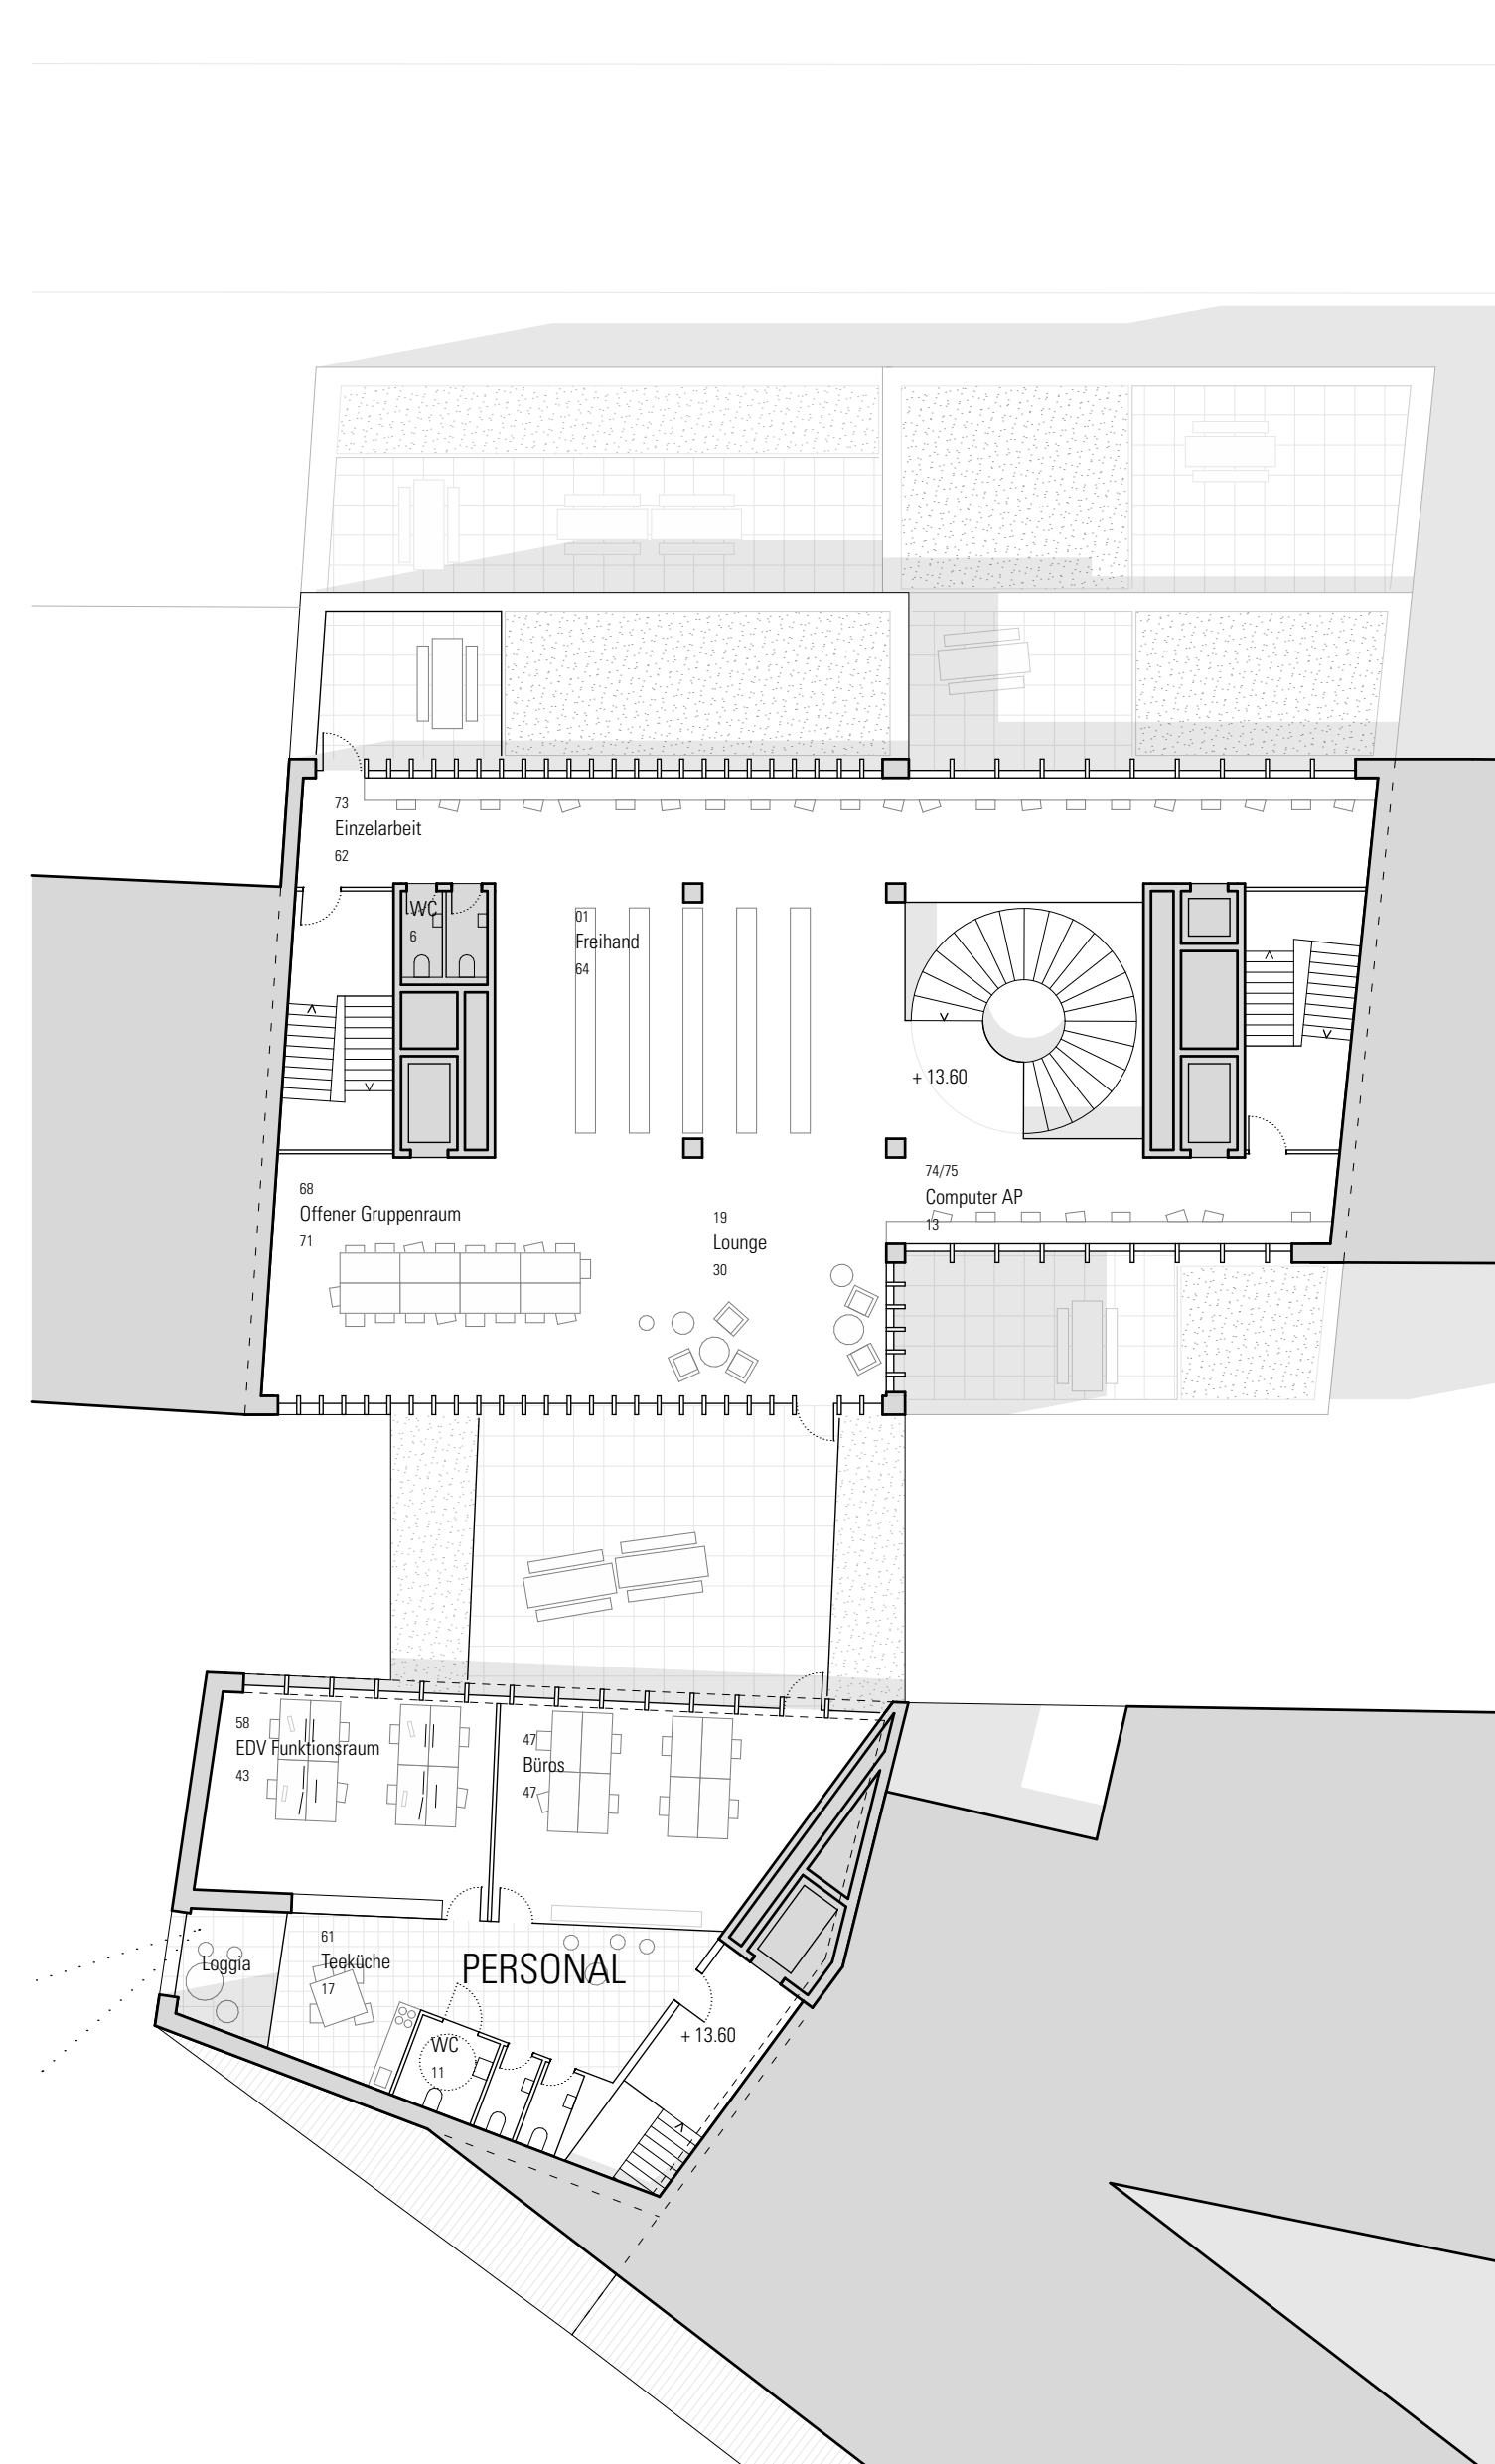 73
Einzelarbeit
62
WC
6
01
Freihand
64
+ 13.60
74/75
Computer AP
13
68
Offener Gruppenraum
71
19
Lounge
30
58
EDV Funktionsraum
43
47
Büros
47
61
Teeküche
17
Loggia
PERSONAL
WC
11
+ 13.60